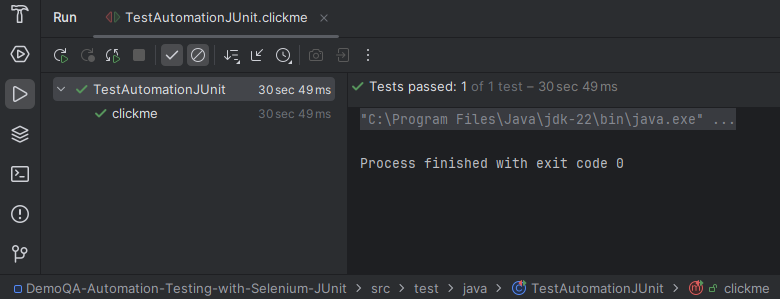 Run TestAutomationJUnit.clickme
TestAutomationJUnit 30 sec 49 ms
clickme 30 sec 49 ms
Tests passed: 1 of 1 test – 30 sec 49 ms
"C:\Program Files\Java\jdk-22\bin\java.exe" ...
Process finished with exit code 0
DemoQA-Automation-Testing-with-Selenium-JUnit > src > test > java > TestAutomationJUnit > clickme